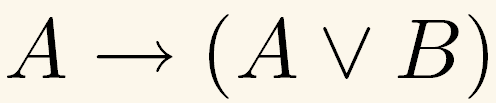 A → (A ∨ B)